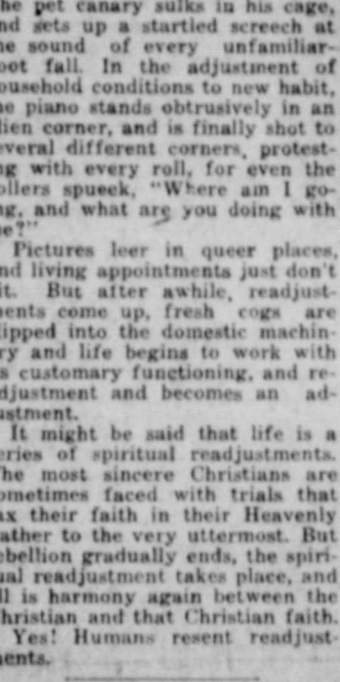 he pet canary sulks in his cage,
nd sets up a startled screech at
he sound of every unfamiliar-
oot fall. In the adjustment of
ousehold conditions to new habit,
he piano stands obtrusively in an
lien corner, and is finally shot to
everal different corners, protest-
ng with every roll, for even the
ollers spueek, "Where am I go-
ng, and what are you doing with
e?"
Pictures leer in queer places,
nd living appointments just don't
it. But after awhile, readjust-
ents come up, fresh cogs are
lipped into the domestic machin-
ry and life begins to work with
s customary functioning, and re-
djustment and becomes an ad-
ustment.
It might be said that life is a
eries of spiritual readjustments.
he most sincere Christians are
ometimes faced with trials that
ax their faith in their Heavenly
ather to the very uttermost. But
ebellion gradually ends, the spiri-
ual readjustment takes place, and
ll is harmony again between the
hristian and that Christian faith.
Yes! Humans resent readjust-
ents.